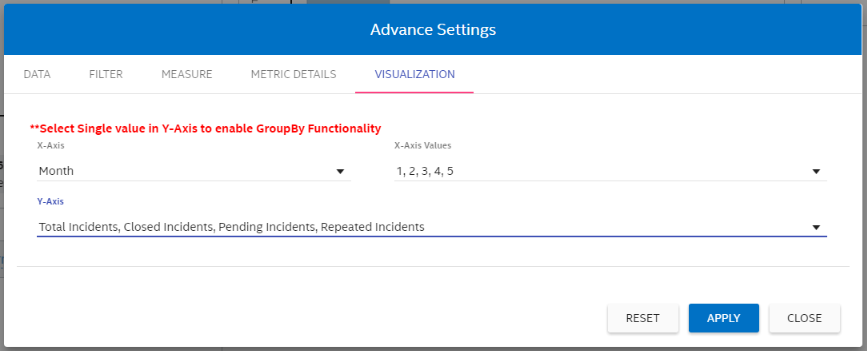 Advance Settings
DATA FILTER MEASURE METRIC DETAILS VISUALIZATION
**Select Single value in Y-Axis to enable GroupBy Functionality
X-Axis X-Axis Values
Month 1, 2, 3, 4, 5
Y-Axis
Total Incidents, Closed Incidents, Pending Incidents, Repeated Incidents
RESET APPLY CLOSE